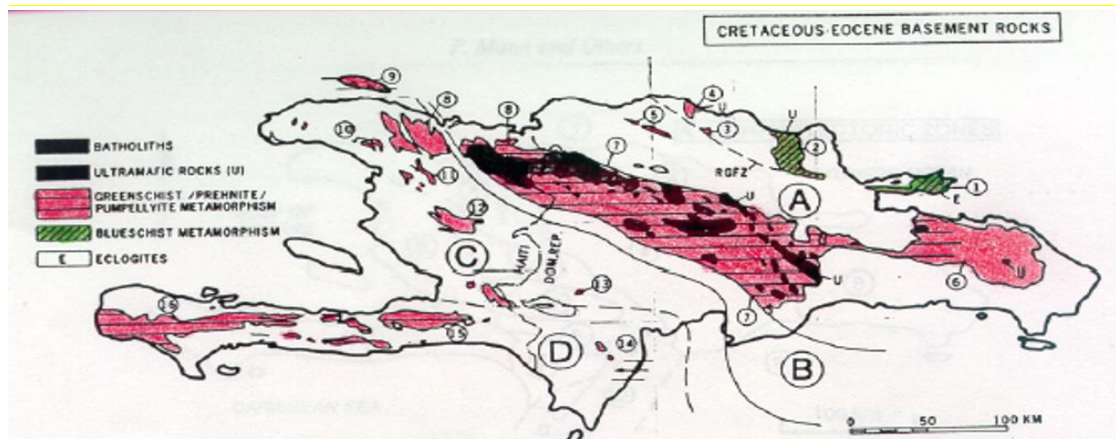 CRETACEOUS-EOCENE BASEMENT ROCKS
P. Mann and Others
BATHOLITHS
ULTRAMAFIC ROCKS (U)
GREENSCHIST /PREHNITE/
PUMPELLYITE METAMORPHISM
BLUESCHIST METAMORPHISM
E ECLOGITES
9
8
8
10
11
12
7
5
4
U
3
U
2
RGFZ
A
1
E
U
C
HAITI
DOM. REP.
13
U
6
U
7
16
15
D
14
B
TECTONIC ZONES
CARIBBEAN SEA
0 50 100 KM